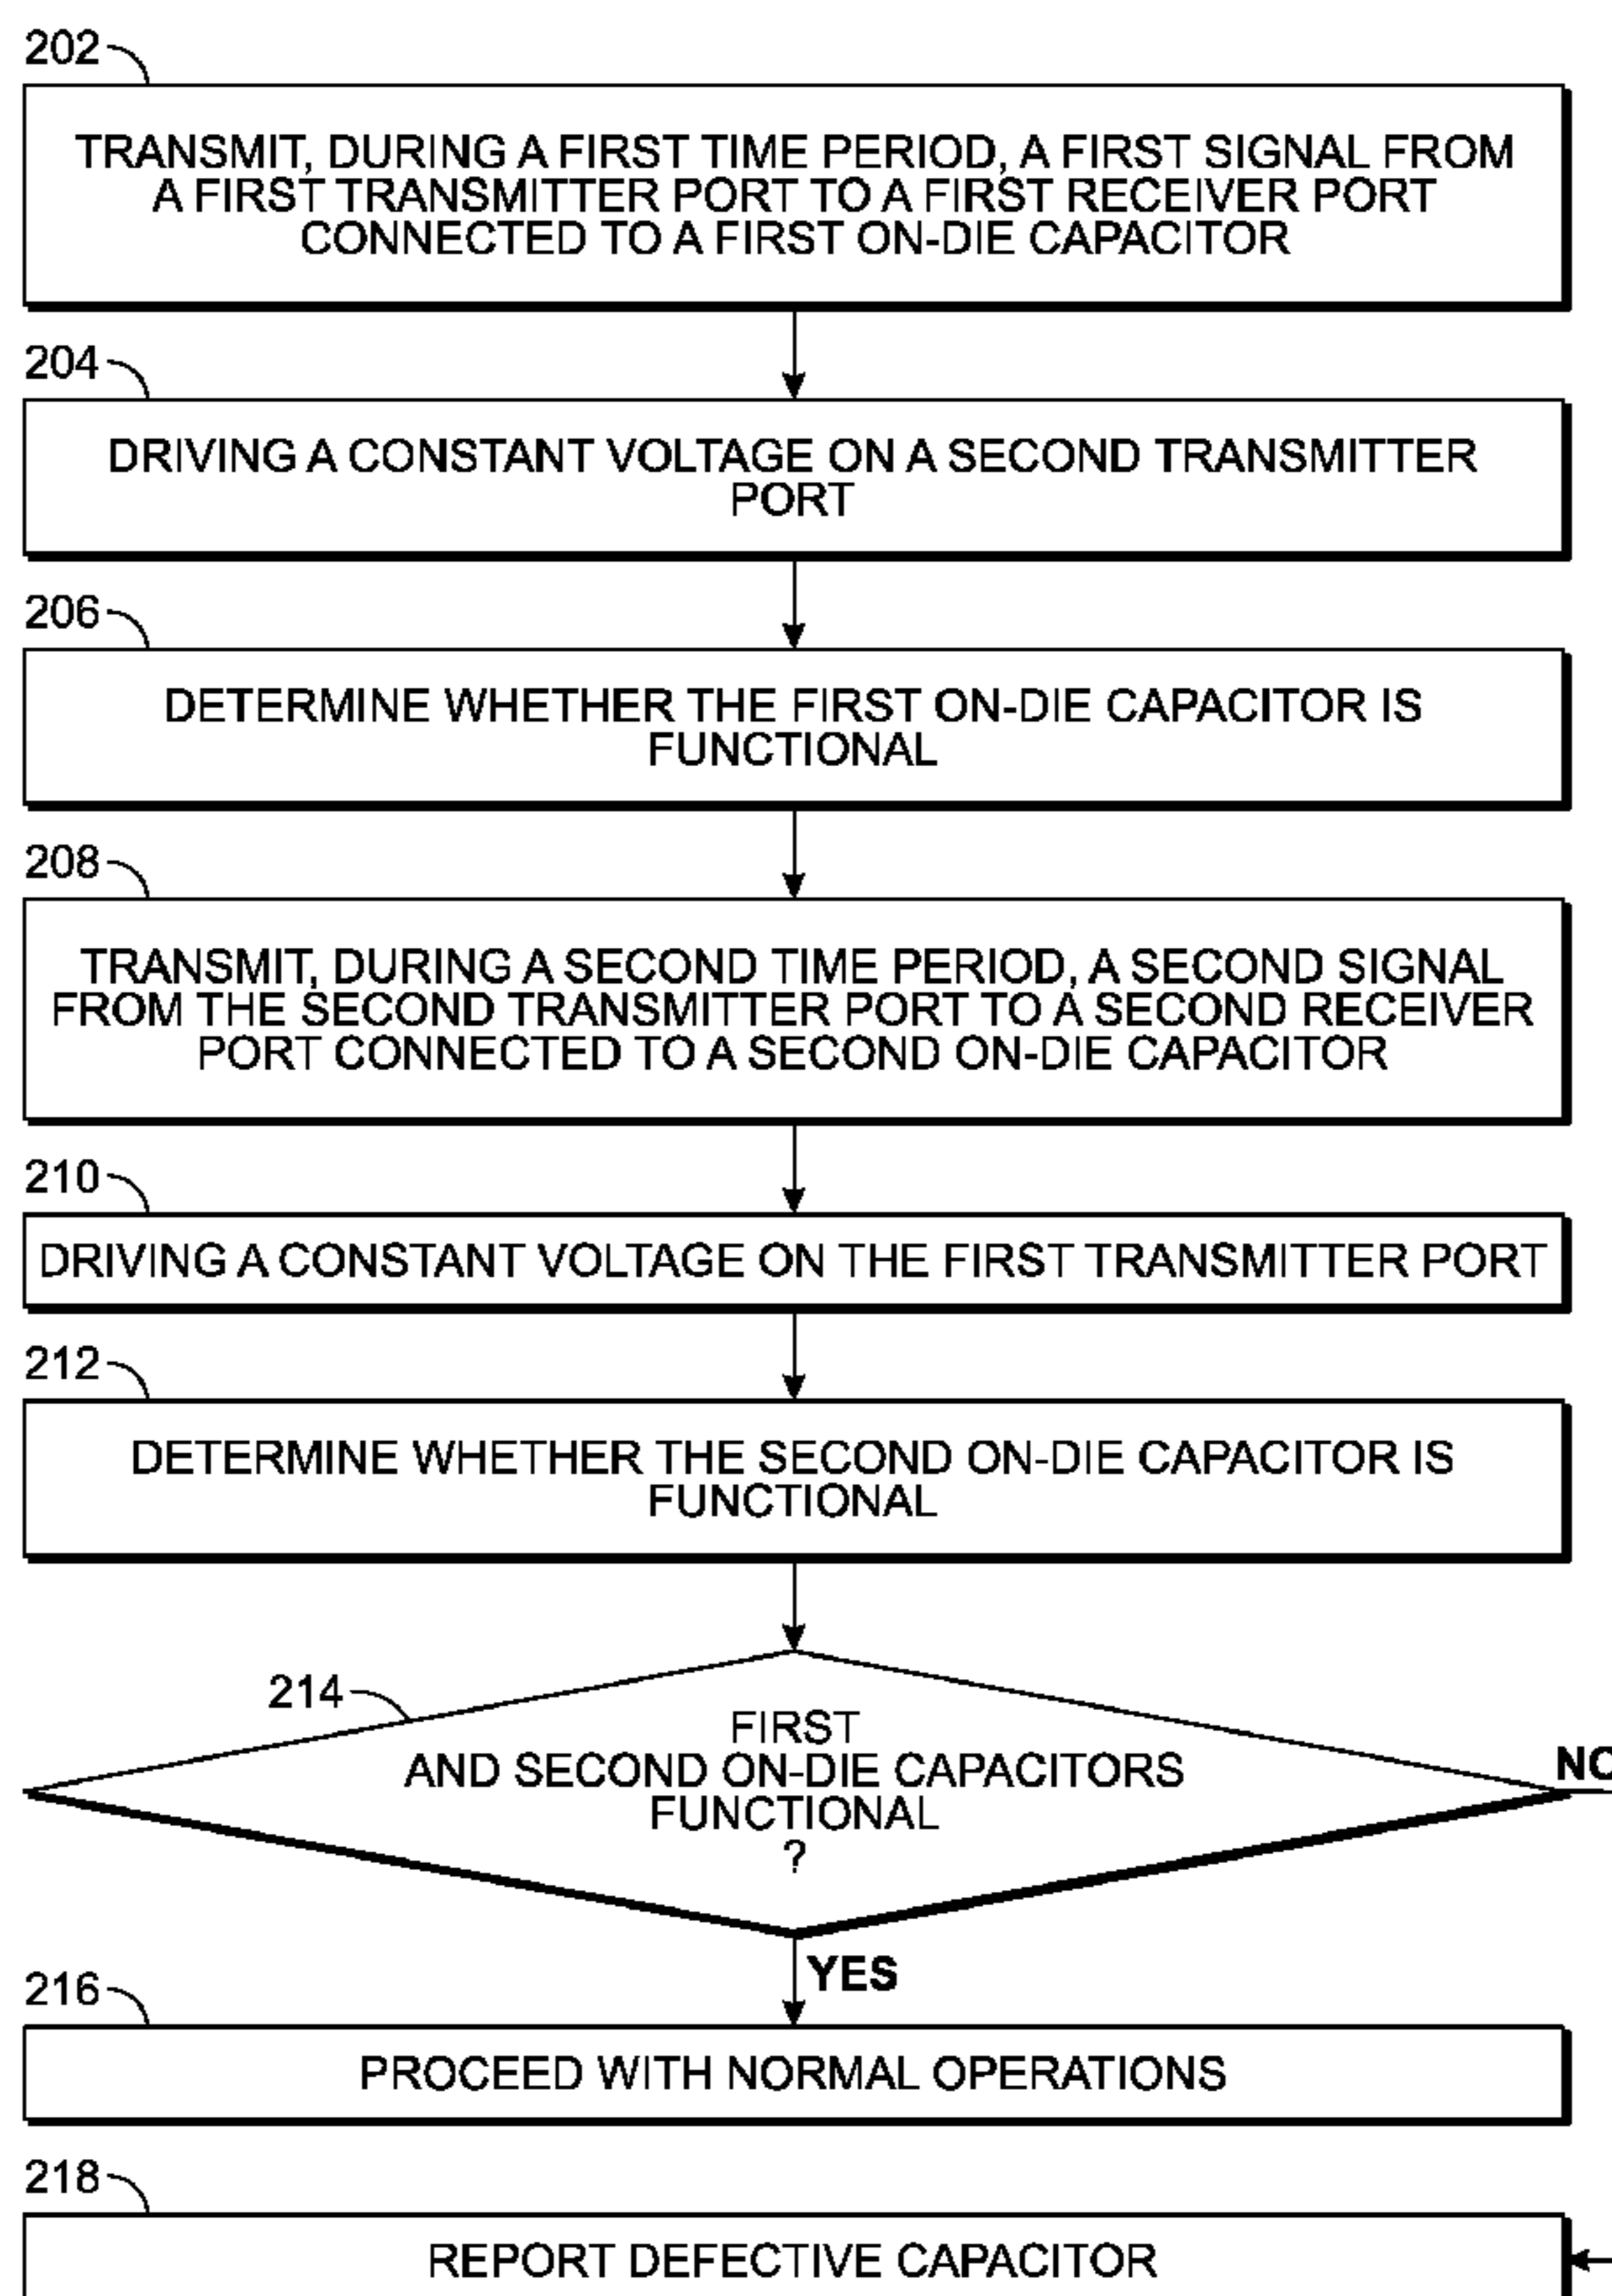 202
TRANSMIT, DURING A FIRST TIME PERIOD, A FIRST SIGNAL FROM
A FIRST TRANSMITTER PORT TO A FIRST RECEIVER PORT
CONNECTED TO A FIRST ON-DIE CAPACITOR
204
DRIVING A CONSTANT VOLTAGE ON A SECOND TRANSMITTER
PORT
206
DETERMINE WHETHER THE FIRST ON-DIE CAPACITOR IS
FUNCTIONAL
208
TRANSMIT, DURING A SECOND TIME PERIOD, A SECOND SIGNAL
FROM THE SECOND TRANSMITTER PORT TO A SECOND RECEIVER
PORT CONNECTED TO A SECOND ON-DIE CAPACITOR
210
DRIVING A CONSTANT VOLTAGE ON THE FIRST TRANSMITTER PORT
212
DETERMINE WHETHER THE SECOND ON-DIE CAPACITOR IS
FUNCTIONAL
214
FIRST
AND SECOND ON-DIE CAPACITORS
FUNCTIONAL
?
NO
YES
216
PROCEED WITH NORMAL OPERATIONS
218
REPORT DEFECTIVE CAPACITOR